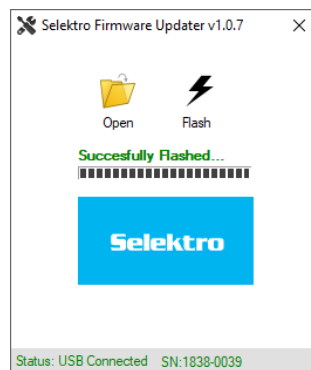 Selektro Firmware Updater v1.0.7
Open Flash
Succesfully Flashed...
Selektro
Status: USB Connected SN:1838-0039